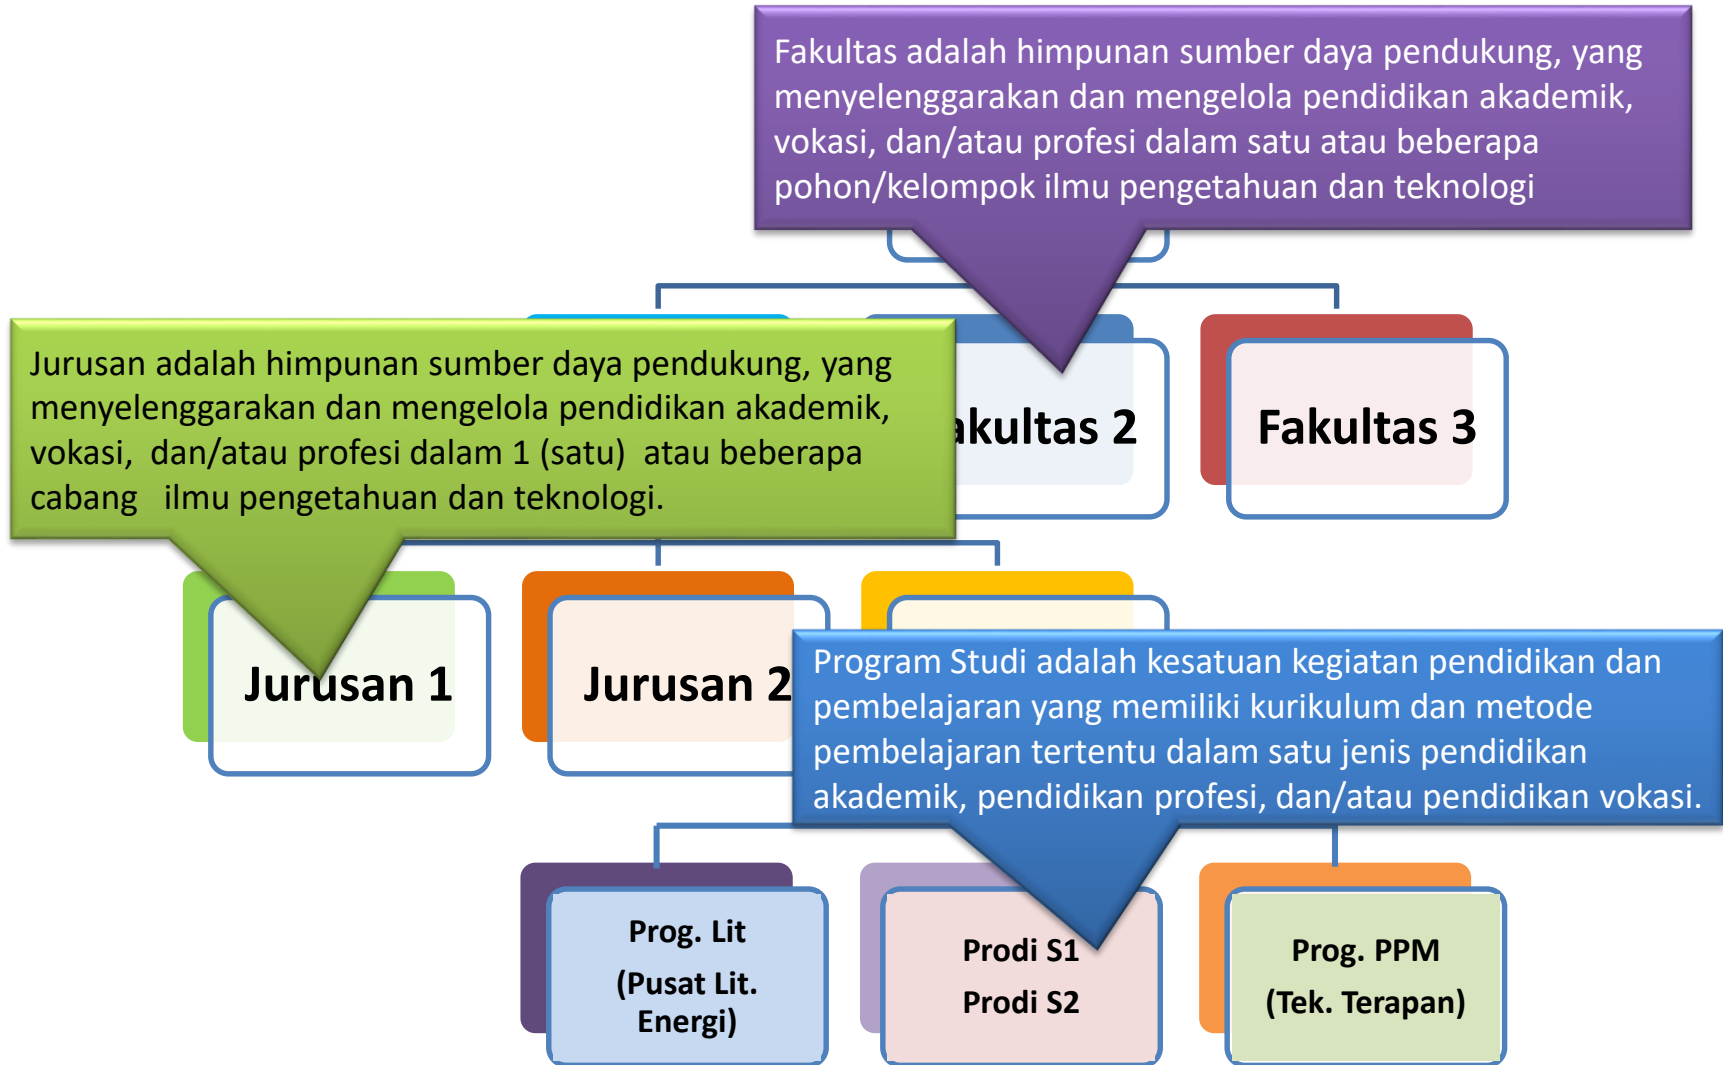 Fakultas adalah himpunan sumber daya pendukung, yang
menyelenggarakan dan mengelola pendidikan akademik,
vokasi, dan/atau profesi dalam satu atau beberapa
pohon/kelompok ilmu pengetahuan dan teknologi
Jurusan adalah himpunan sumber daya pendukung, yang
menyelenggarakan dan mengelola pendidikan akademik,
vokasi, dan/atau profesi dalam 1 (satu) atau beberapa
cabang ilmu pengetahuan dan teknologi.
akultas 2
Fakultas 3
Jurusan 1
Jurusan 2
Program Studi adalah kesatuan kegiatan pendidikan dan
pembelajaran yang memiliki kurikulum dan metode
pembelajaran tertentu dalam satu jenis pendidikan
akademik, pendidikan profesi, dan/atau pendidikan vokasi.
Prog. Lit
(Pusat Lit.
Energi)
Prodi S1
Prodi S2
Prog. PPM
(Tek. Terapan)